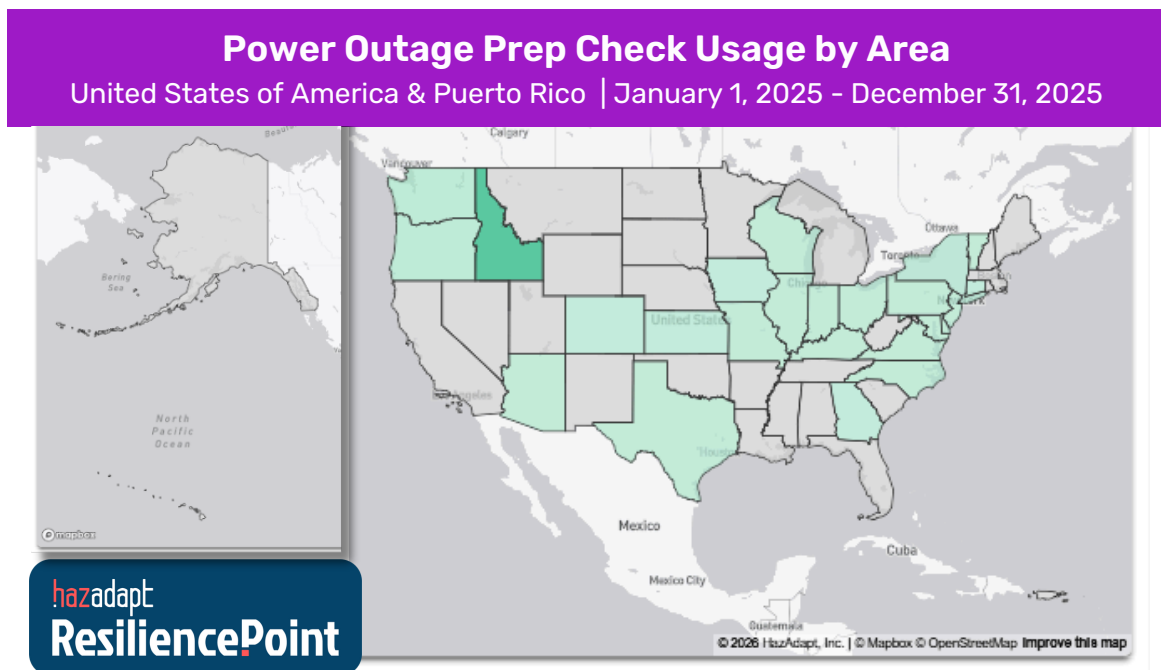 Power Outage Prep Check Usage by Area
United States of America & Puerto Rico | January 1, 2025 - December 31, 2025
Calgary
Vancouver
Ottawa
Toronto
Chicago
United States
Bering
Sea
Los Angeles
North
Pacific
Ocean
Houston
Mexico
Cuba
Mexico City
Guatemala
mapbox
© 2026 HazAdapt, Inc. | © Mapbox © OpenStreetMap Improve this map
hazadapt
ResiliencePoint